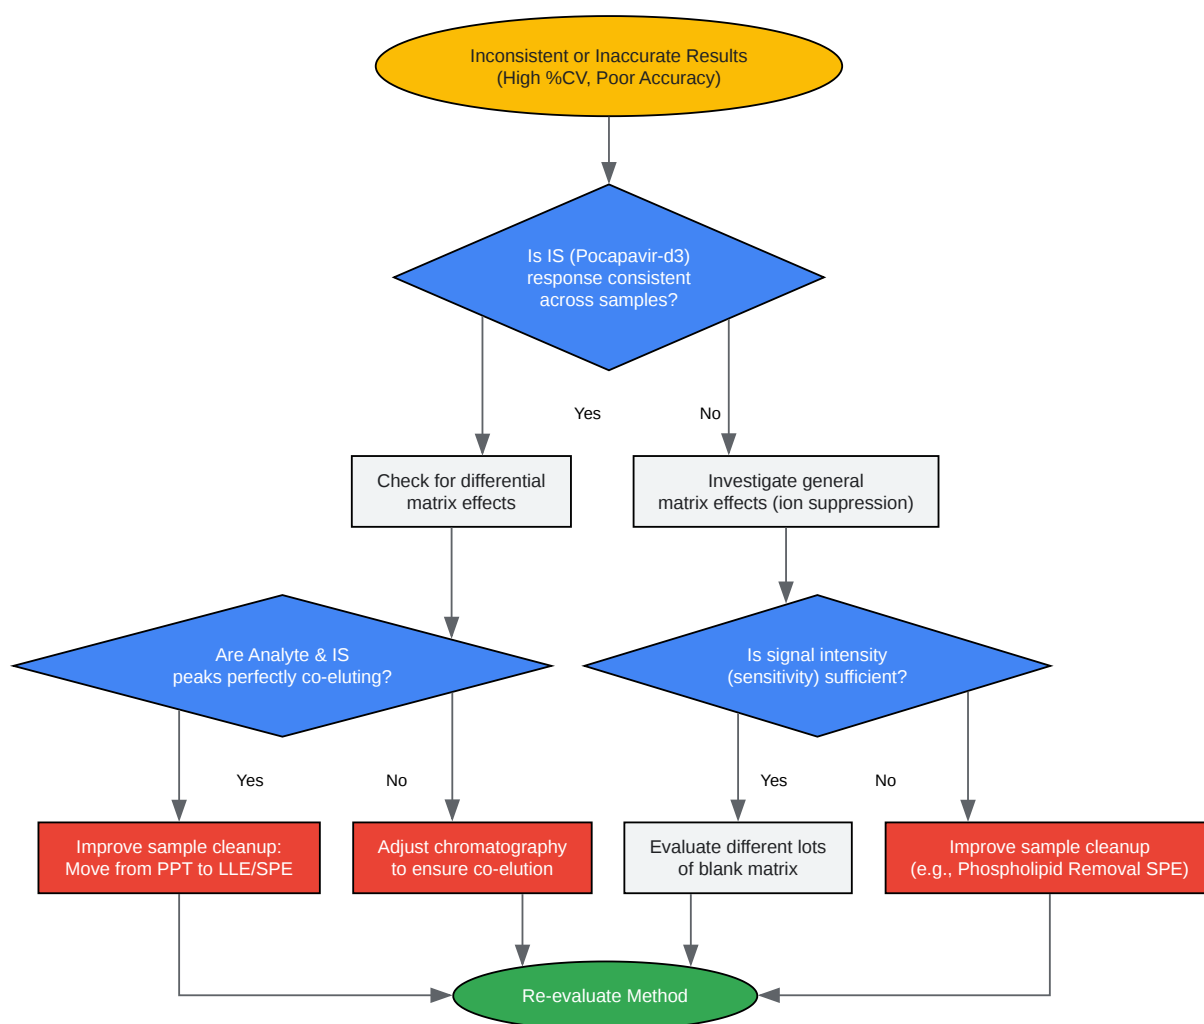 Inconsistent or Inaccurate Results
(High %CV, Poor Accuracy)
Is IS (Pocapavir-d3)
response consistent
across samples?
Yes
No
Check for differential
matrix effects
Investigate general
matrix effects (ion suppression)
Are Analyte & IS
peaks perfectly co-eluting?
Is signal intensity
(sensitivity) sufficient?
Yes
No
Yes
No
Improve sample cleanup:
Move from PPT to LLE/SPE
Adjust chromatography
to ensure co-elution
Evaluate different lots
of blank matrix
Improve sample cleanup
(e.g., Phospholipid Removal SPE)
Re-evaluate Method